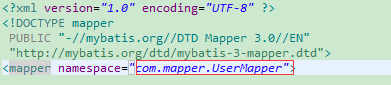 <?xml version="1.0" encoding="UTF-8" ?>
<!DOCTYPE mapper
PUBLIC "-//mybatis.org//DTD Mapper 3.0//EN"
"http://mybatis.org/dtd/mybatis-3-mapper.dtd">
<mapper namespace="com.mapper.UserMapper">